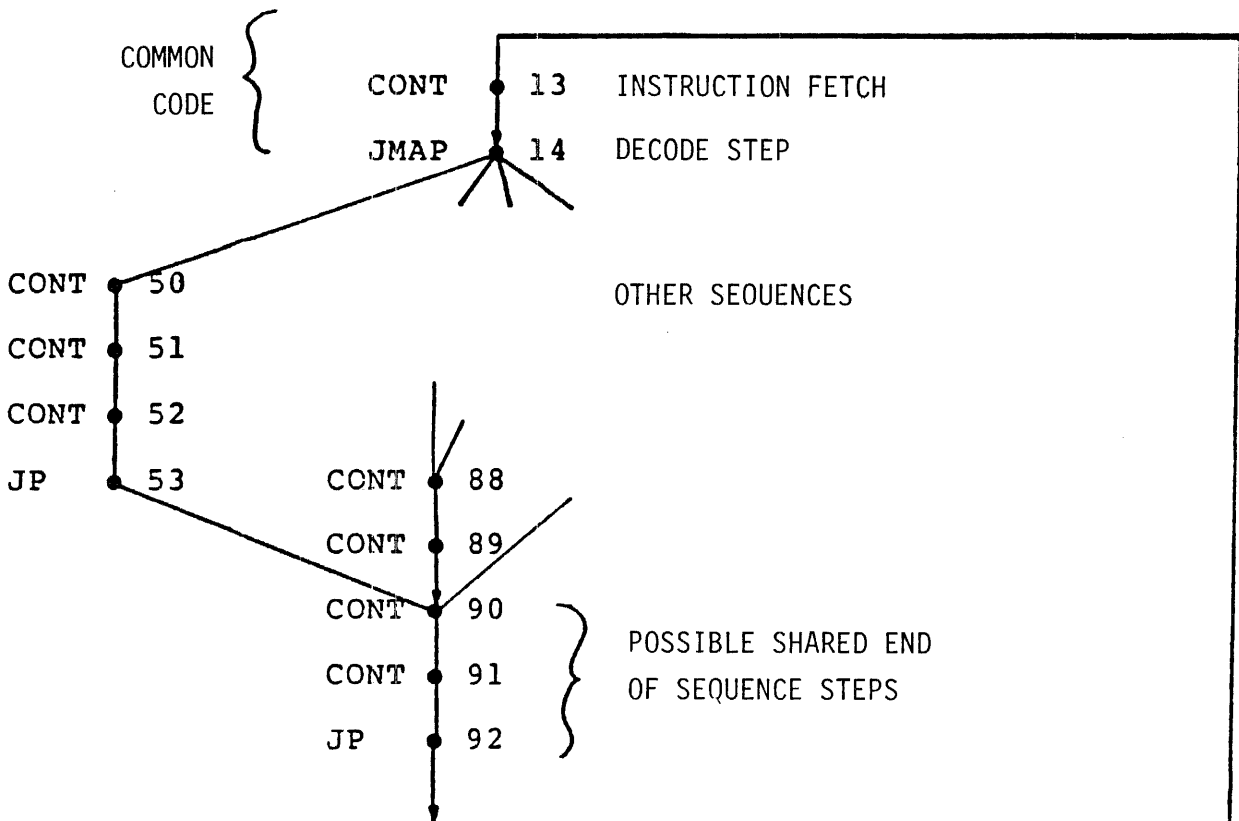 COMMON
CODE
CONT 13 INSTRUCTION FETCH
JMAP 14 DECODE STEP
CONT 50
OTHER SEOUENCES
CONT 51
CONT 52
JP 53
CONT 88
CONT 89
CONT 90
POSSIBLE SHARED END
CONT 91
OF SEQUENCE STEPS
JP 92